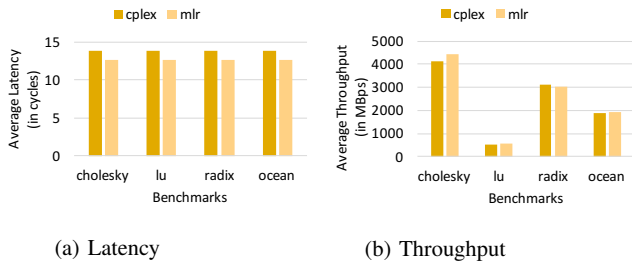 cplex mlr
Average Latency
(in cycles)
15
10
5
0
cholesky lu radix ocean
Benchmarks
(a) Latency
cplex mlr
Average Throughput
(in MBps)
5000
4000
3000
2000
1000
0
cholesky lu radix ocean
Benchmarks
(b) Throughput